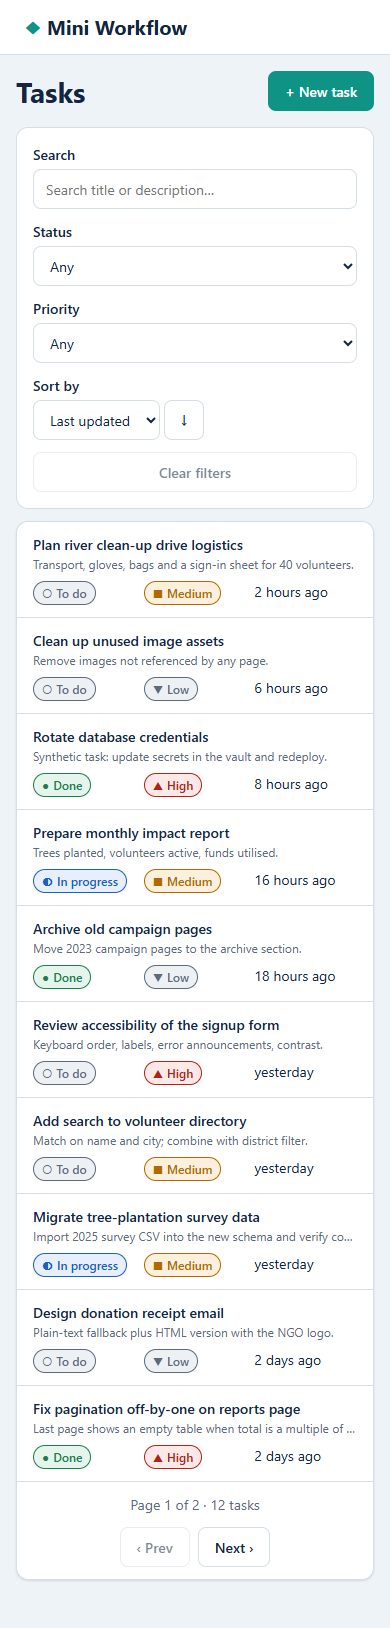 ◆ Mini Workflow
Tasks
+ New task
Search
Search title or description...
Status
Any
Priority
Any
Sort by
Last updated ↓
Clear filters
Plan river clean-up drive logistics
Transport, gloves, bags and a sign-in sheet for 40 volunteers.
○ To do ■ Medium 2 hours ago
Clean up unused image assets
Remove images not referenced by any page.
○ To do ▼ Low 6 hours ago
Rotate database credentials
Synthetic task: update secrets in the vault and redeploy.
● Done ▲ High 8 hours ago
Prepare monthly impact report
Trees planted, volunteers active, funds utilised.
◐ In progress ■ Medium 16 hours ago
Archive old campaign pages
Move 2023 campaign pages to the archive section.
● Done ▼ Low 18 hours ago
Review accessibility of the signup form
Keyboard order, labels, error announcements, contrast.
○ To do ▲ High yesterday
Add search to volunteer directory
Match on name and city; combine with district filter.
○ To do ■ Medium yesterday
Migrate tree-plantation survey data
Import 2025 survey CSV into the new schema and verify co...
◐ In progress ■ Medium yesterday
Design donation receipt email
Plain-text fallback plus HTML version with the NGO logo.
○ To do ▼ Low 2 days ago
Fix pagination off-by-one on reports page
Last page shows an empty table when total is a multiple of ...
● Done ▲ High 2 days ago
Page 1 of 2 · 12 tasks
‹ Prev Next ›